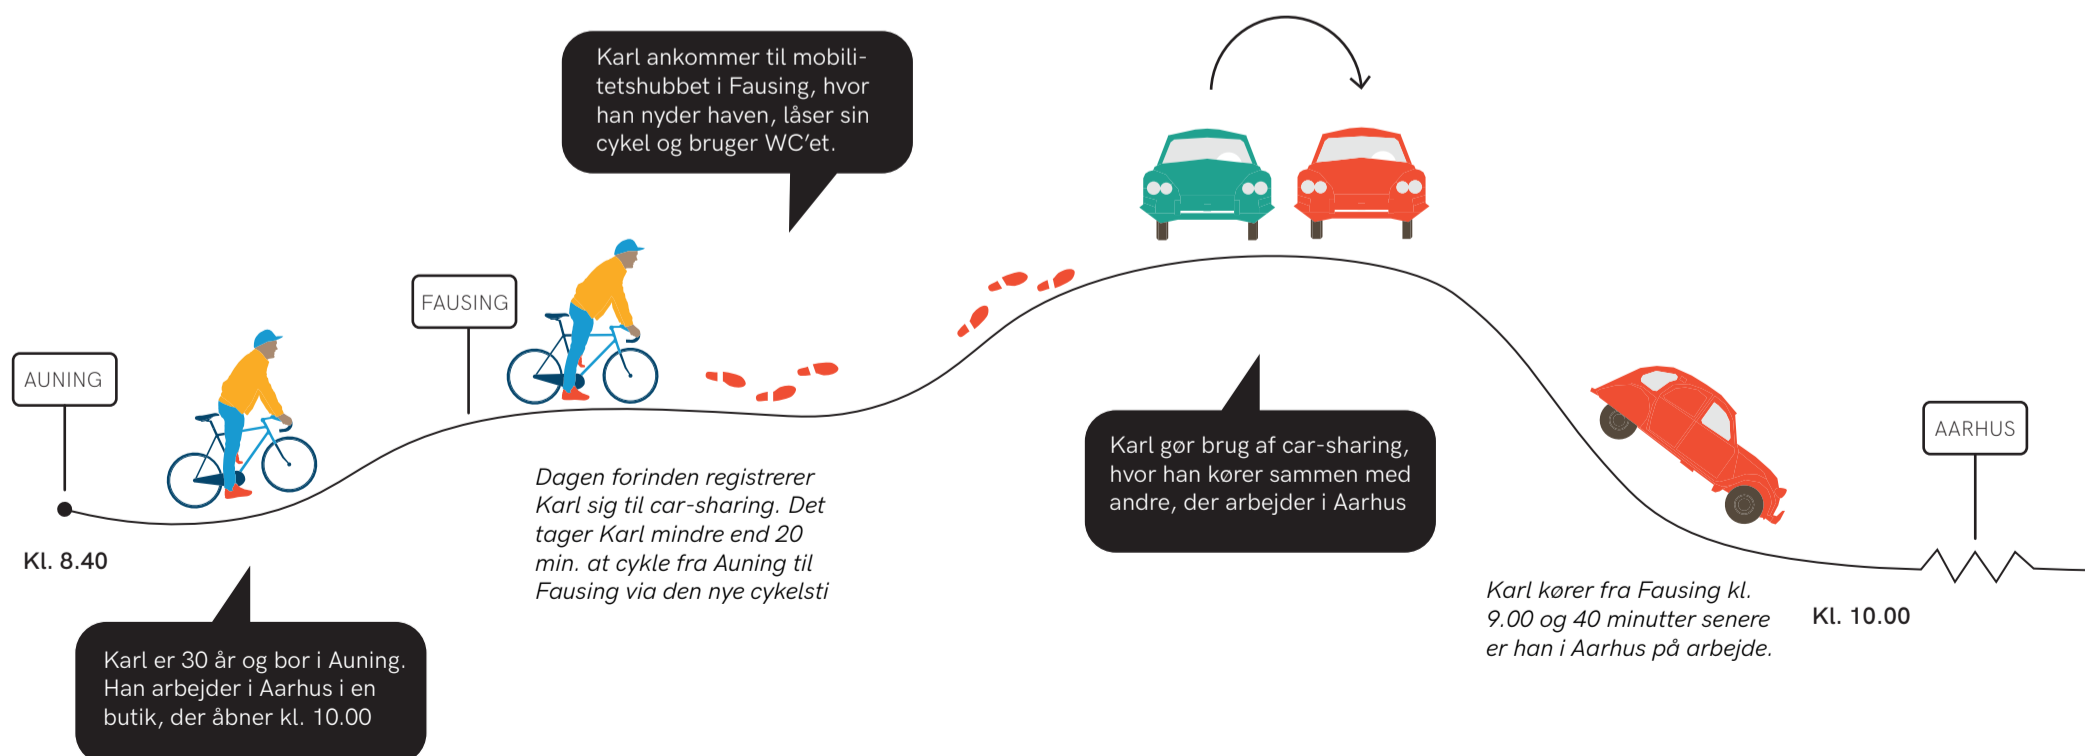 AUNING
Kl. 8.40
Karl er 30 år og bor i Auning.
Han arbejder i Aarhus i en
butik, der åbner kl. 10.00
FAUSING
Karl ankommer til mobili-
tetshubbet i Fausing, hvor
han nyder haven, låser sin
cykel og bruger WC'et.
Dagen forinden registrerer
Karl sig til car-sharing. Det
tager Karl mindre end 20
min. at cykle fra Auning til
Fausing via den nye cykelsti
Karl gør brug af car-sharing,
hvor han kører sammen med
andre, der arbejder i Aarhus
Karl kører fra Fausing kl.
9.00 og 40 minutter senere
er han i Aarhus på arbejde.
AARHUS
Kl. 10.00